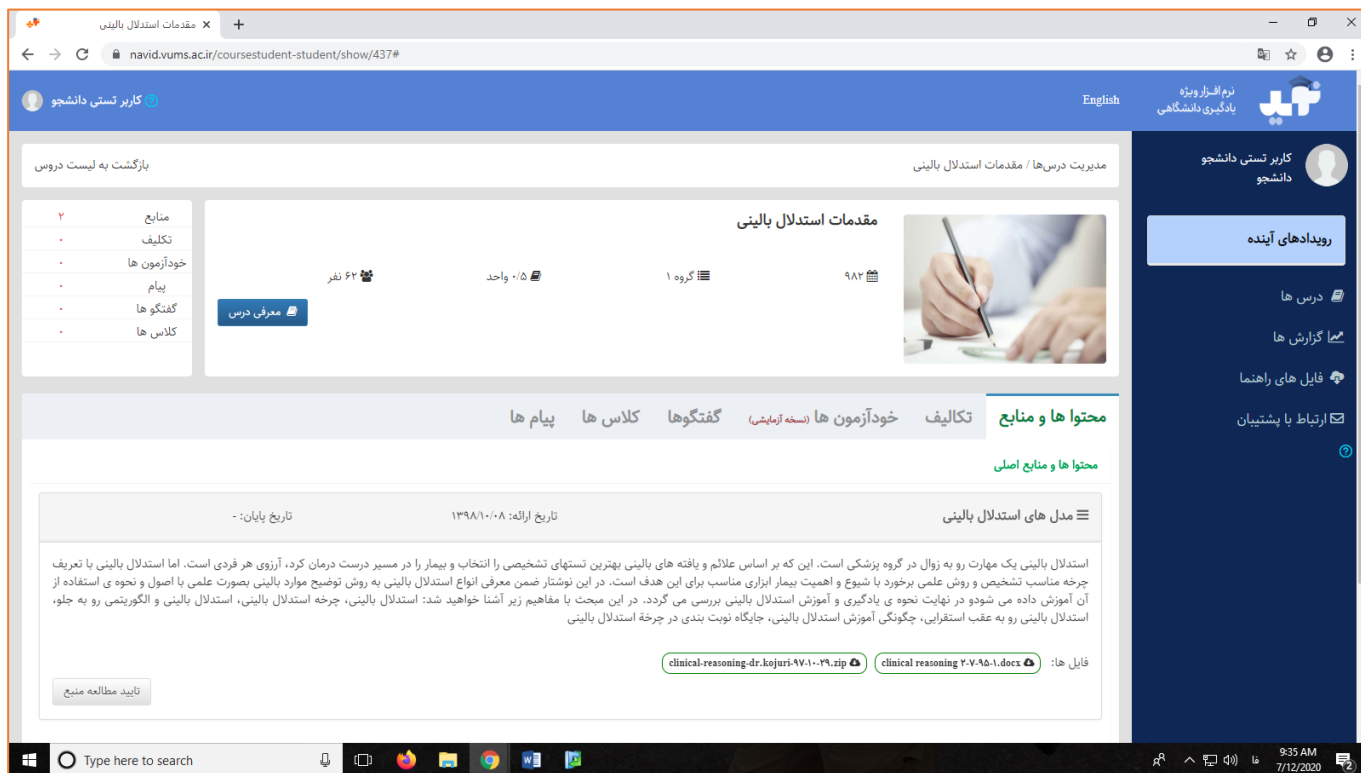 مقدمات استدلال بالینی
navid.vums.ac.ir/coursestudent-student/show/437#
نرم افزار ویژه
یادگیری دانشگاهی
نوید
English
کاربر تستی دانشجو
کاربر تستی دانشجو
دانشجو
رویدادهای آینده
درس ها
گزارش ها
فایل های راهنما
ارتباط با پشتیبان
مدیریت درس‌ها / مقدمات استدلال بالینی
بازگشت به لیست دروس
مقدمات استدلال بالینی
۹۸۲
گروه ۱
۰/۵ واحد
۶۲ نفر
معرفی درس
منابع ۲
تکلیف ۰
خودآزمون ها ۰
پیام ۰
گفتگو ها ۰
کلاس ها ۰
محتوا ها و منابع
تکالیف
خودآزمون ها (نسخه آزمایشی)
گفتگوها
کلاس ها
پیام ها
محتوا ها و منابع اصلی
مدل های استدلال بالینی
تاریخ ارائه: ۱۳۹۸/۱۰/۰۸
تاریخ پایان: -
استدلال بالینی یک مهارت رو به زوال در گروه پزشکی است. این که بر اساس علائم و یافته های بالینی بهترین تستهای تشخیصی را انتخاب و بیمار را در مسیر درست درمان کرد، آرزوی هر فردی است. اما استدلال بالینی با تعریف
چرخه مناسب تشخیص و روش علمی برخورد با شیوع و اهمیت بیمار ابزاری مناسب برای این هدف است. در این نوشتار ضمن معرفی انواع استدلال بالینی به روش توضیح موارد بالینی بصورت علمی با اصول و نحوه ی استفاده از
آن آموزش داده می شودو در نهایت نحوه ی یادگیری و آموزش استدلال بالینی بررسی می گردد. در این مبحث با مفاهیم زیر آشنا خواهید شد: استدلال بالینی، چرخه استدلال بالینی، استدلال بالینی و الگوریتمی رو به جلو،
استدلال بالینی رو به عقب استقرایی، چگونگی آموزش استدلال بالینی، جایگاه نوبت بندی در چرخة استدلال بالینی
فایل ها:
clinical reasoning ۲-۷-۹۵-۱.docx
clinical-reasoning-dr.kojuri-۹۷-۱۰-۲۹.zip
تایید مطالعه منبع
Type here to search
فا
9:35 AM
7/12/2020
2